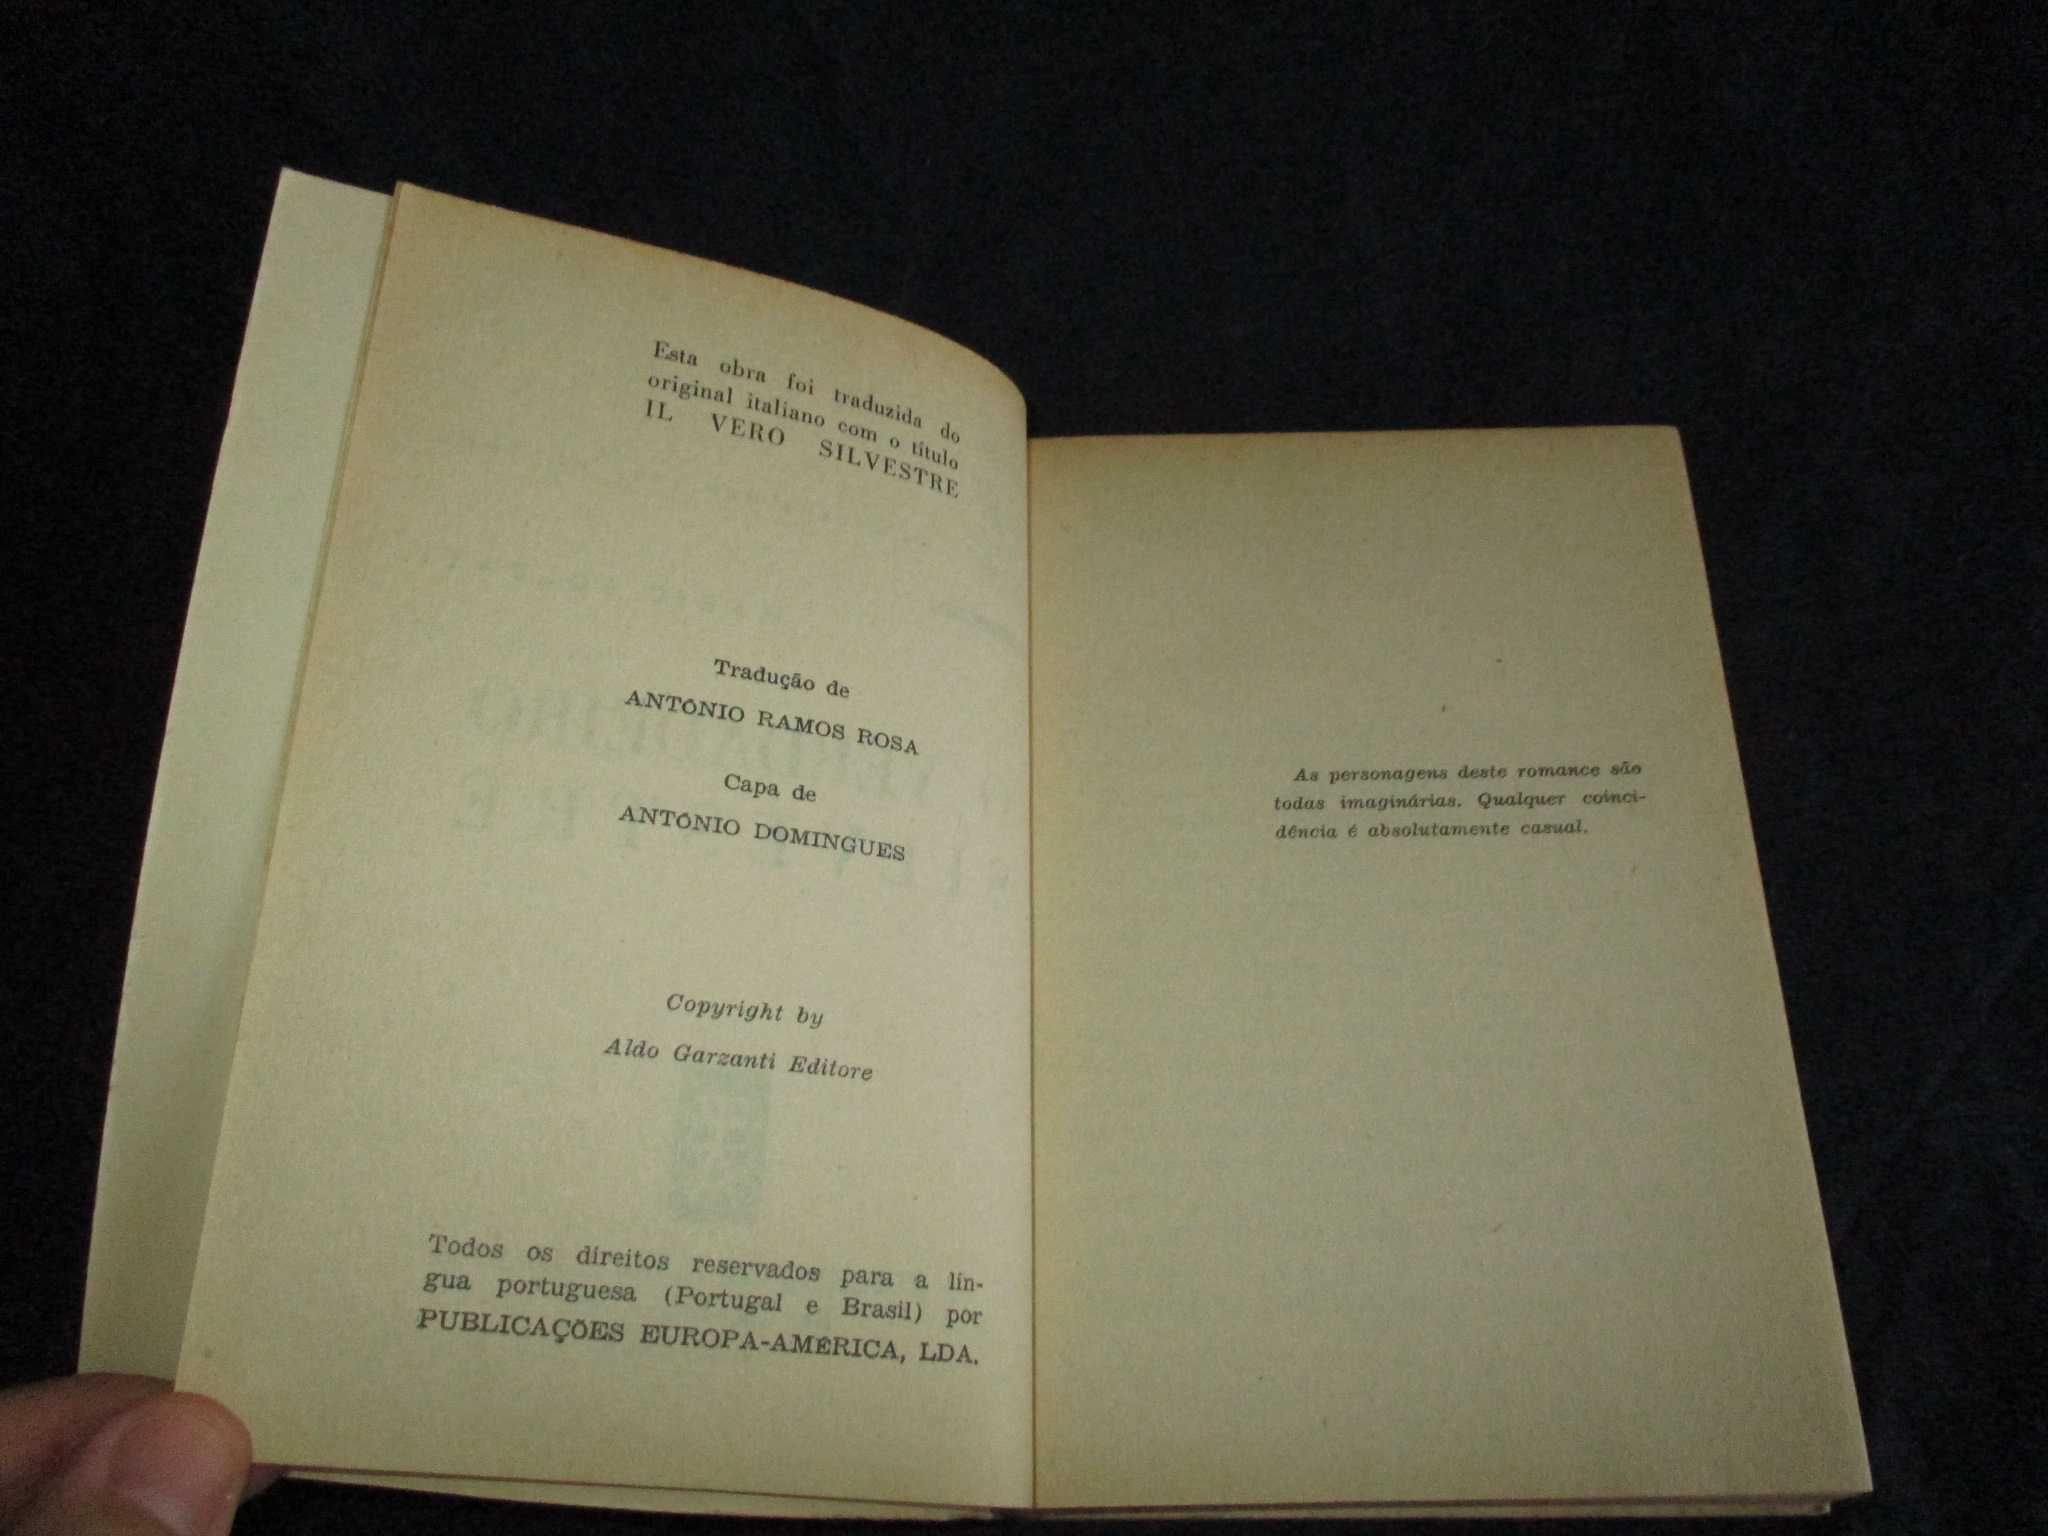 Esta obra foi traduzida do
original italiano com o título
IL VERO SILVESTRE
Tradução de
ANTÓNIO RAMOS ROSA
Capa de
ANTÓNIO DOMINGUES
Copyright by
Aldo Garzanti Editore
Todos os direitos reservados para a lín-
gua portuguesa (Portugal e Brasil) por
PUBLICAÇÕES EUROPA-AMÉRICA, LDA.
As personagens deste romance são
todas imaginárias. Qualquer coinci-
dência é absolutamente casual.